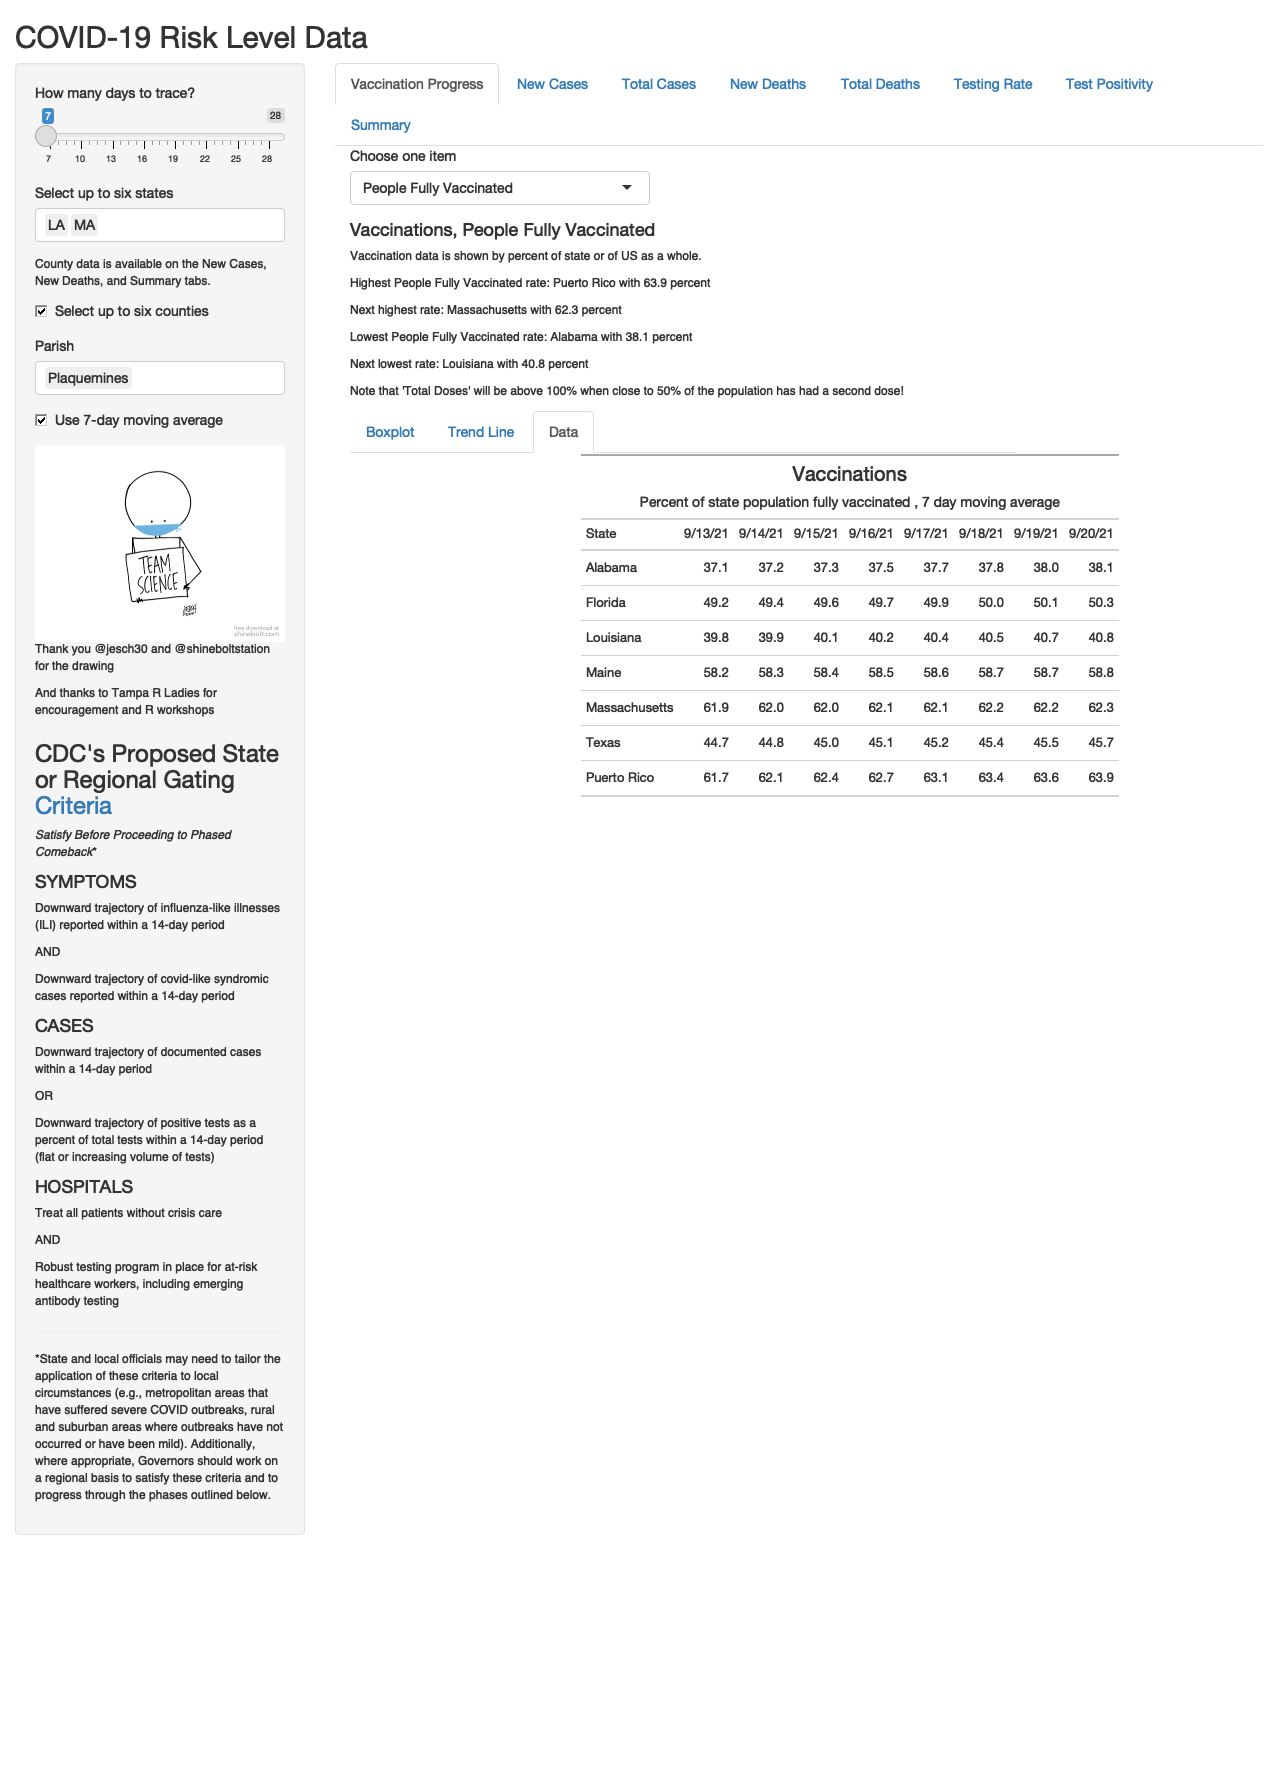 COVID-19 Risk Level Data
How many days to trace?
7 28
7 10 13 16 19 22 25 28
Select up to six states
LA MA
County data is available on the New Cases,
New Deaths, and Summary tabs.
Select up to six counties
Parish
Plaquemines
Use 7-day moving average
TEAM
SCIENCE
free download at
shinebolt.com
Thank you @jesch30 and @shineboltstation
for the drawing
And thanks to Tampa R Ladies for
encouragement and R workshops
CDC's Proposed State
or Regional Gating
Criteria
Satisfy Before Proceeding to Phased
Comeback*
SYMPTOMS
Downward trajectory of influenza-like illnesses
(ILI) reported within a 14-day period
AND
Downward trajectory of covid-like syndromic
cases reported within a 14-day period
CASES
Downward trajectory of documented cases
within a 14-day period
OR
Downward trajectory of positive tests as a
percent of total tests within a 14-day period
(flat or increasing volume of tests)
HOSPITALS
Treat all patients without crisis care
AND
Robust testing program in place for at-risk
healthcare workers, including emerging
antibody testing
*State and local officials may need to tailor the
application of these criteria to local
circumstances (e.g., metropolitan areas that
have suffered severe COVID outbreaks, rural
and suburban areas where outbreaks have not
occurred or have been mild). Additionally,
where appropriate, Governors should work on
a regional basis to satisfy these criteria and to
progress through the phases outlined below.
Vaccination Progress New Cases Total Cases New Deaths Total Deaths Testing Rate Test Positivity
Summary
Choose one item
People Fully Vaccinated
Vaccinations, People Fully Vaccinated
Vaccination data is shown by percent of state or of US as a whole.
Highest People Fully Vaccinated rate: Puerto Rico with 63.9 percent
Next highest rate: Massachusetts with 62.3 percent
Lowest People Fully Vaccinated rate: Alabama with 38.1 percent
Next lowest rate: Louisiana with 40.8 percent
Note that 'Total Doses' will be above 100% when close to 50% of the population has had a second dose!
Boxplot Trend Line Data
Vaccinations
Percent of state population fully vaccinated , 7 day moving average
State 9/13/21 9/14/21 9/15/21 9/16/21 9/17/21 9/18/21 9/19/21 9/20/21
Alabama 37.1 37.2 37.3 37.5 37.7 37.8 38.0 38.1
Florida 49.2 49.4 49.6 49.7 49.9 50.0 50.1 50.3
Louisiana 39.8 39.9 40.1 40.2 40.4 40.5 40.7 40.8
Maine 58.2 58.3 58.4 58.5 58.6 58.7 58.7 58.8
Massachusetts 61.9 62.0 62.0 62.1 62.1 62.2 62.2 62.3
Texas 44.7 44.8 45.0 45.1 45.2 45.4 45.5 45.7
Puerto Rico 61.7 62.1 62.4 62.7 63.1 63.4 63.6 63.9